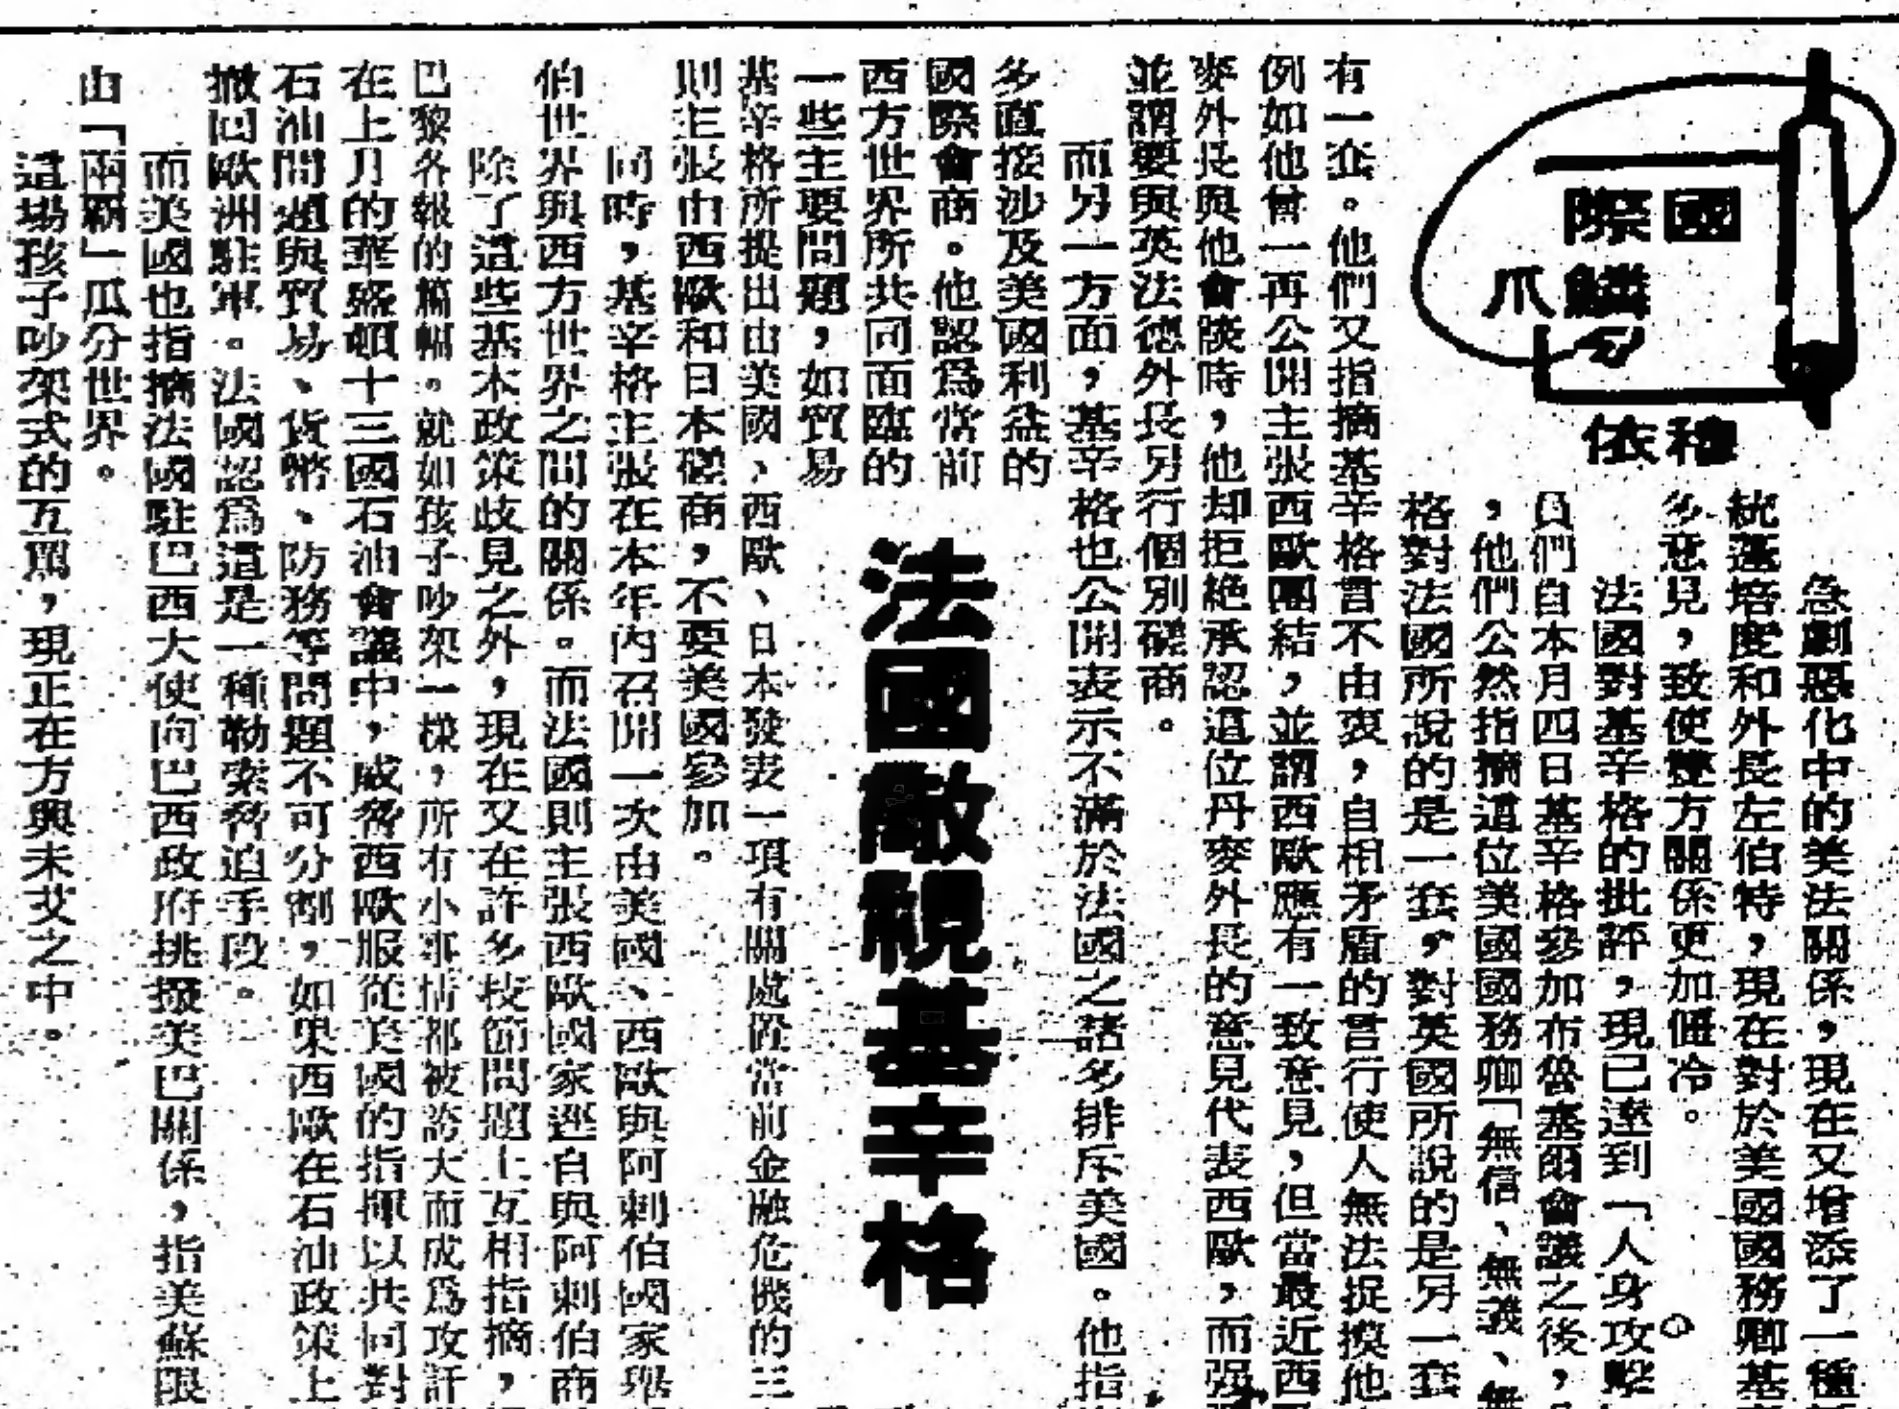 國際
鱗爪
穆依
法國敵視基辛格
急劇惡化中的美法關係，現在又增添了一種
統蓬培度和外長左伯特，現在對於美國國務卿基
多意見，致使雙方關係更加僵冷。
法國對基辛格的批評，現已達到「人身攻擊
員們自本月四日基辛格參加布魯塞爾會議之後，
，他們公然指摘這位美國國務卿「無信、無義、無
格對法國所說的是一套，對英國所說的是另一套
有一套。他們又指摘基辛格言不由衷，自相矛盾的言行使人無法捉摸他
例如他曾一再公開主張西歐團結，並謂西歐應有一致意見，但當最近西
麥外長與他會談時，他却拒絕承認這位丹麥外長的意見代表西歐，而强
並謂要與英法德外長另行個別磋商。
而另一方面，基辛格也公開表示不滿於法國之諸多排斥美國。他指
多直接涉及美國利益的
國際會商。他認爲當前
西方世界所共同面臨的
一些主要問題，如貿易
基辛格所提出由美國、西歐、日本發表一項有關處理當前金融危機的主
則主張由西歐和日本磋商，不要美國參加。
同時，基辛格主張在本年內召開一次由美國、西歐與阿剌伯國家舉
伯世界與西方世界之間的關係。而法國則主張西歐國家逕自與阿剌伯商
除了這些基本政策歧見之外，現在又在許多枝節問題上互相指摘，
巴黎各報的篇幅。就如孩子吵架一樣，所有小事情都被誇大而成爲攻訐
在上月的華盛頓十三國石油會議中，威脅西歐服從美國的指揮以共同對
石油問題與貿易、貨幣、防務等問題不可分割，如果西歐在石油政策上
撤回歐洲駐軍。法國認爲這是一種勒索脅迫手段。
而美國也指摘法國駐巴西大使向巴西政府挑撥美巴關係，指美蘇限
由「兩霸」瓜分世界。
這場孩子吵架式的互罵，現正在方興未艾之中。